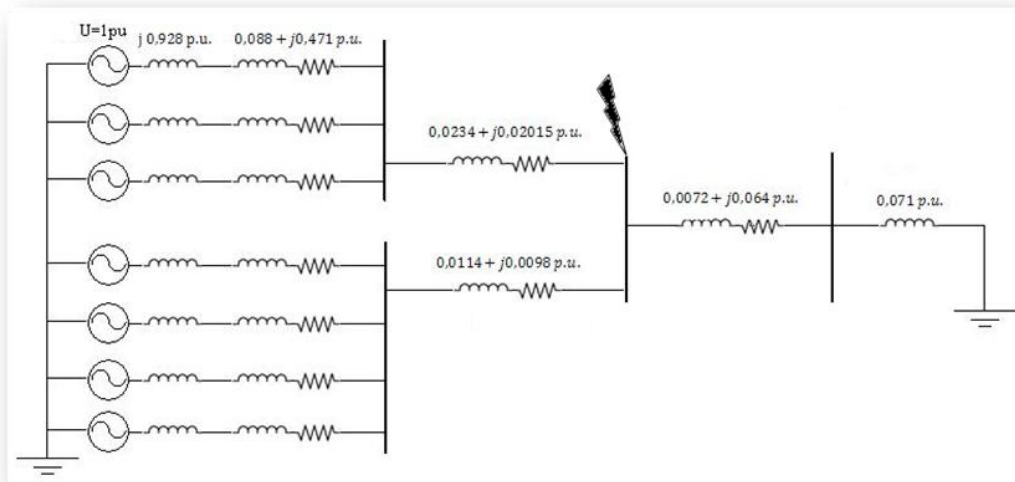 U=1pu
j 0,928 p.u.
0,088 + j0,471 p.u.
0,0234 + j0,02015 p.u.
0,0072 + j0,064 p.u.
0,071 p.u.
0,0114 + j0,0098 p.u.